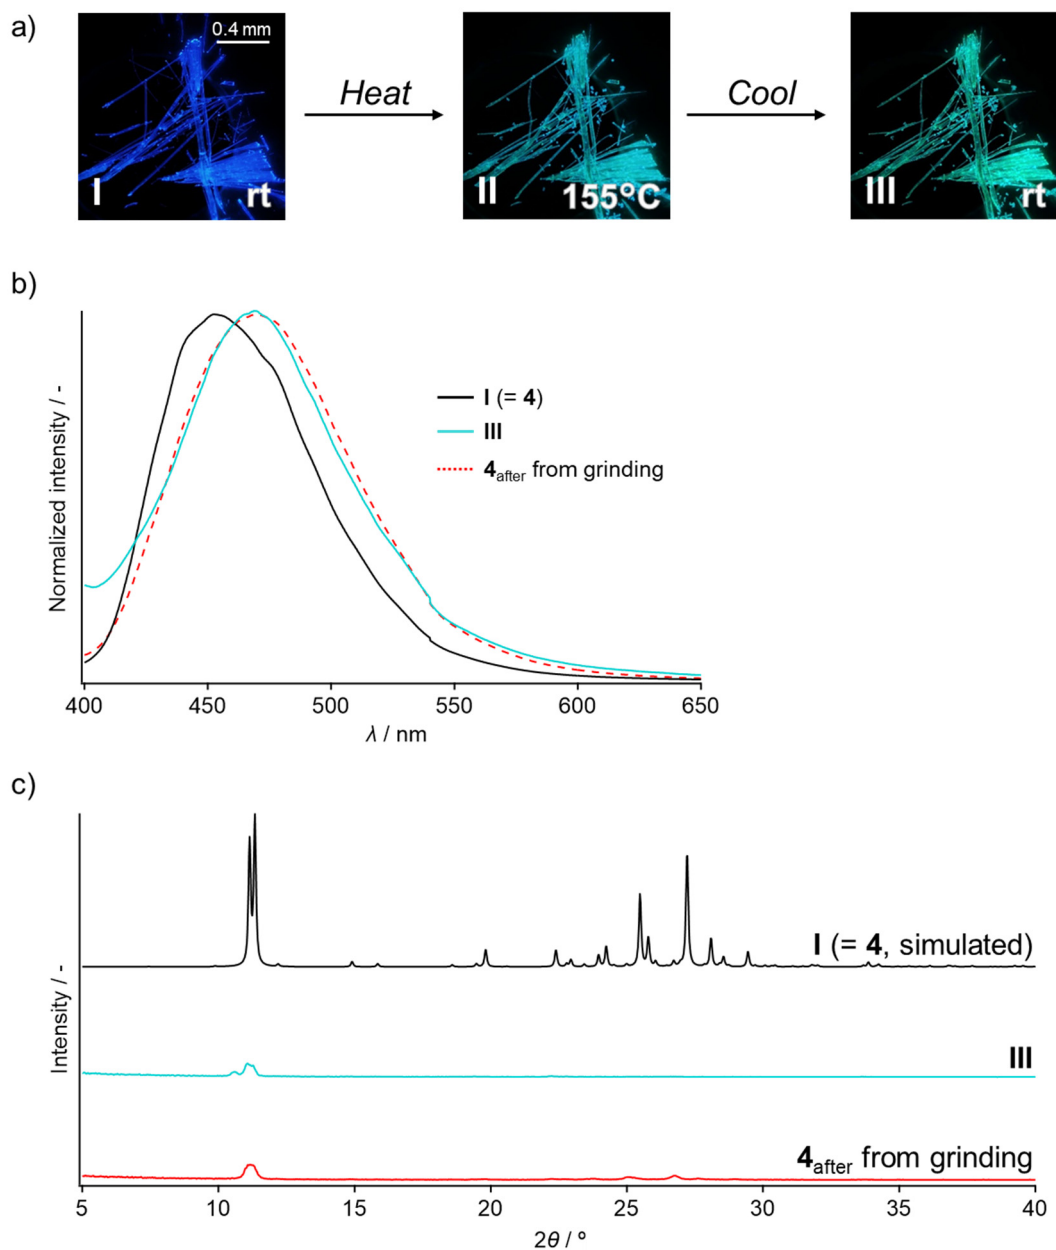 a)
0.4 mm
Heat
Cool
I
rt
II
155°C
III
rt
b)
Normalized intensity / -
I (= 4)
III
4after from grinding
400
450
500
550
600
650
λ / nm
c)
Intensity / -
I (= 4, simulated)
III
4after from grinding
5
10
15
20
25
30
35
40
2θ / º